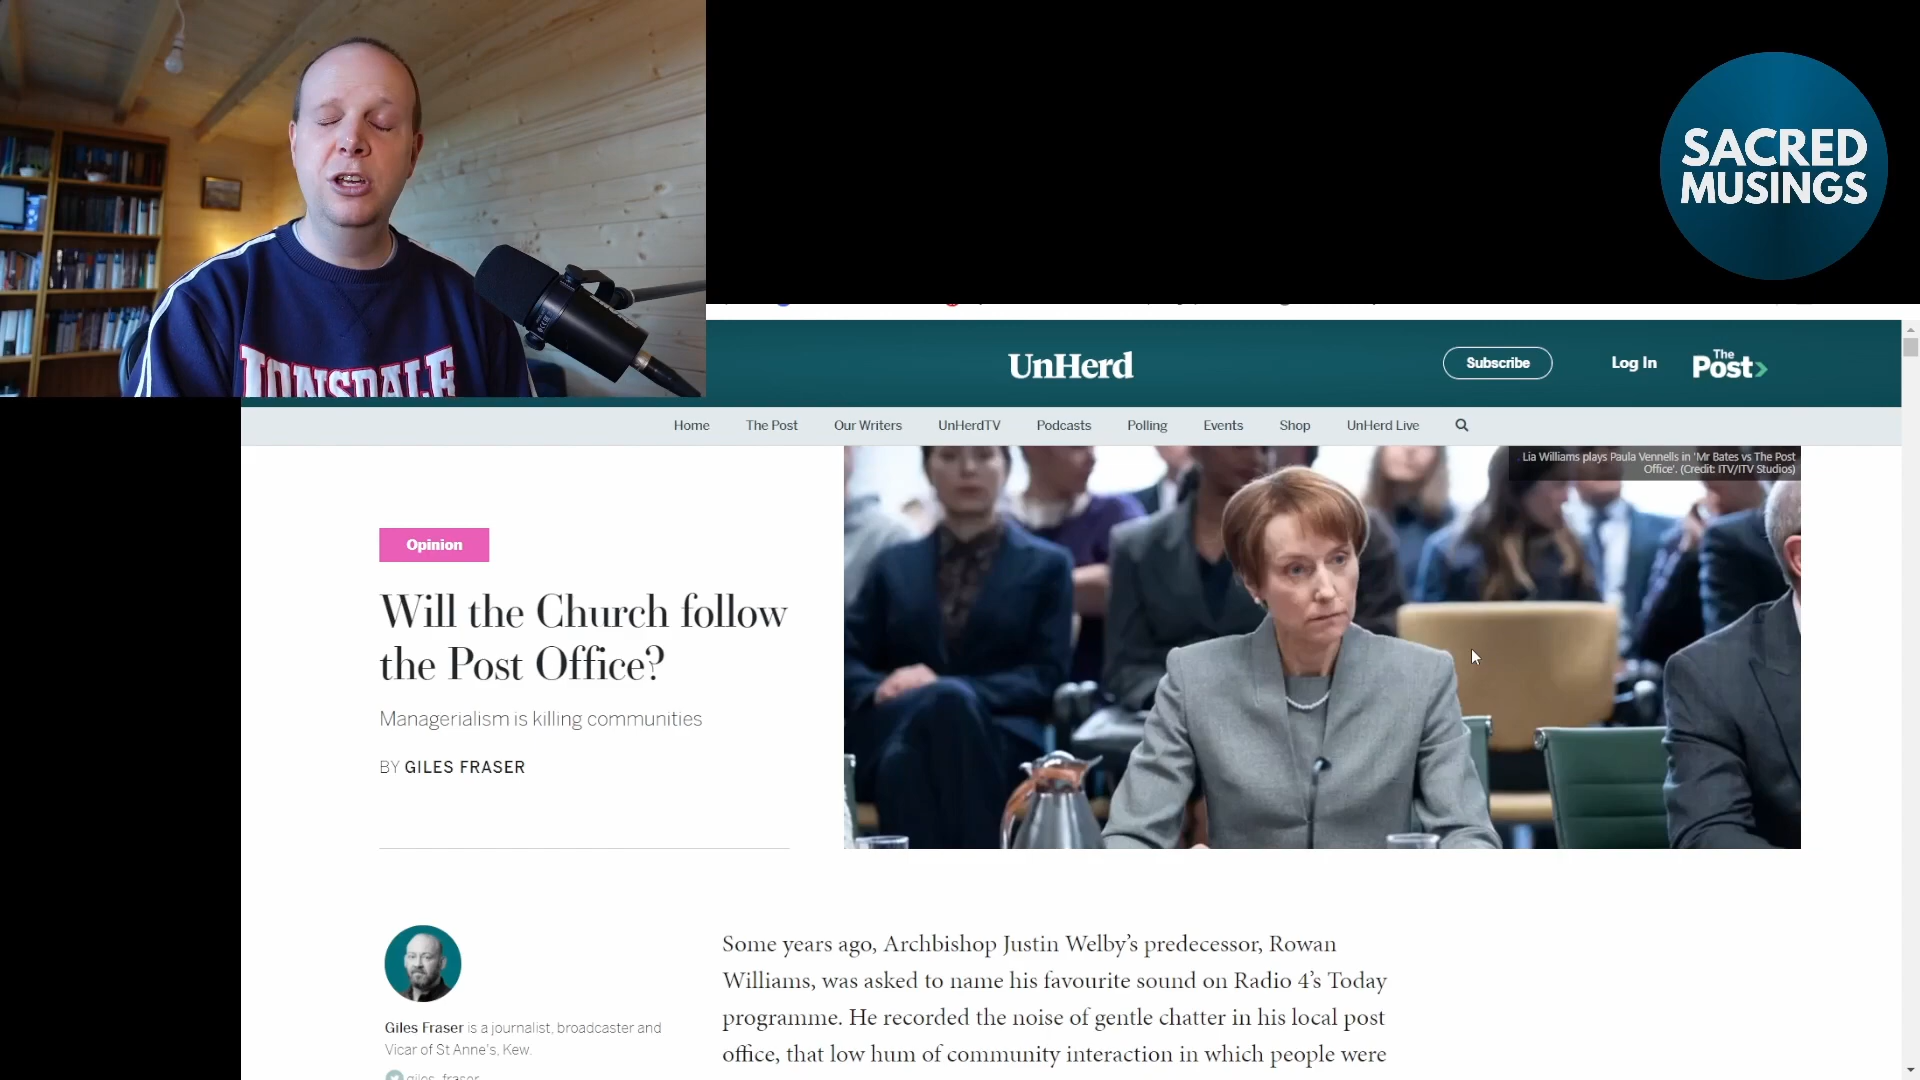 SACRED
MUSINGS
LONSDALE
UnHerd
Subscribe
Log In
The
Post
Home
The Post
Our Writers
UnHerdTV
Podcasts
Polling
Events
Shop
UnHerd Live
Lia Williams plays Paula Vennells in 'Mr Bates vs The Post
Office'. (Credit: ITV/ITV Studios)
Opinion
Will the Church follow
the Post Office?
Managerialism is killing communities
BY GILES FRASER
Giles Fraser is a journalist, broadcaster and
Vicar of St Anne's, Kew.
giles_fraser
Some years ago, Archbishop Justin Welby's predecessor, Rowan
Williams, was asked to name his favourite sound on Radio 4's Today
programme. He recorded the noise of gentle chatter in his local post
office, that low hum of community interaction in which people were